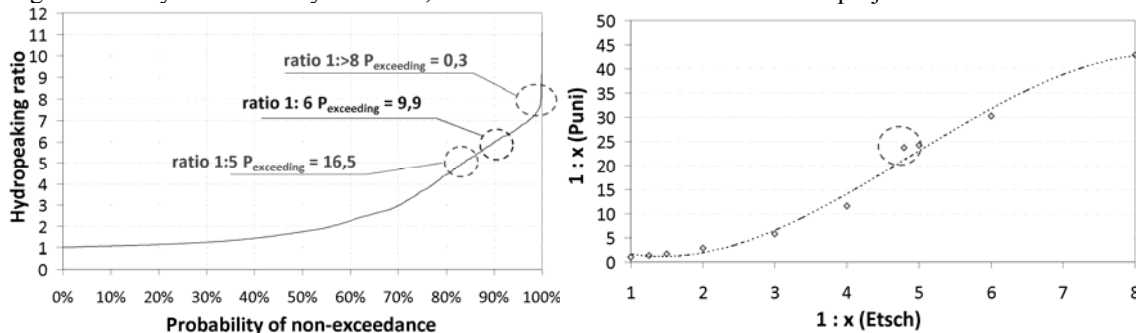 12
11
10
9
8
7
6
5
4
3
2
1
0
Hydropeaking ratio
ratio 1:>8 Pexceeding = 0,3
ratio 1: 6 Pexceeding = 9,9
ratio 1:5 Pexceeding = 16,5
0% 10% 20% 30% 40% 50% 60% 70% 80% 90% 100%
Probability of non-exceedance
50
45
40
35
30
25
20
15
10
5
0
1 : x (Puni)
1 2 3 4 5 6 7 8
1 : x (Etsch)